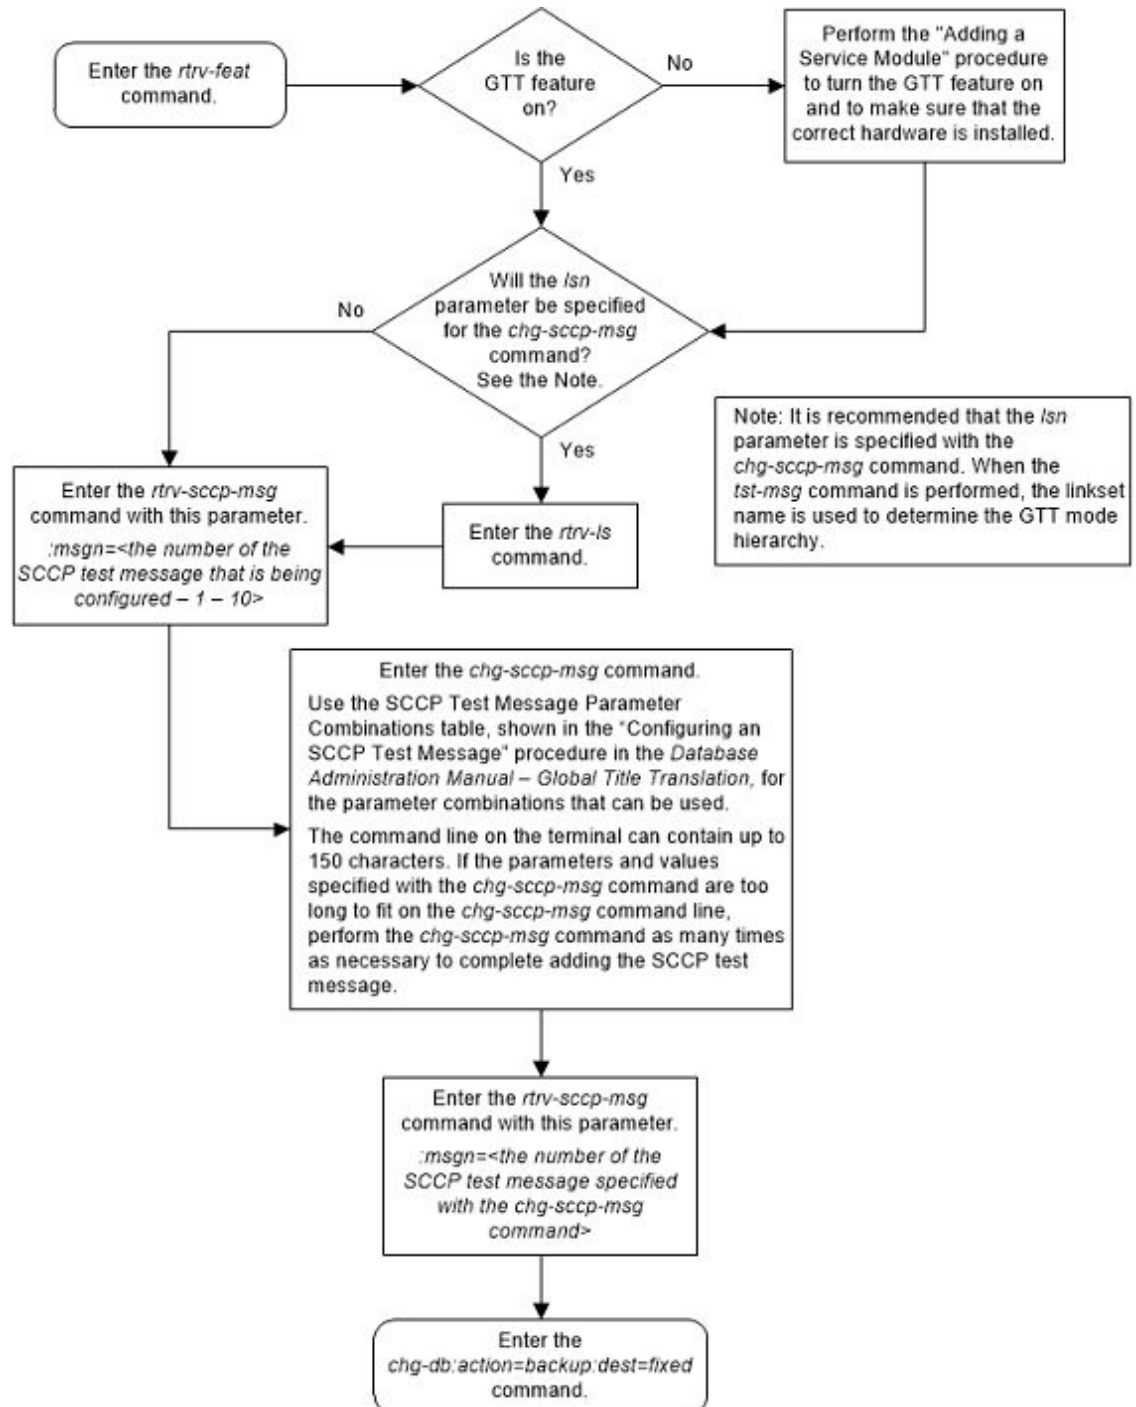 Enter the rtrv-feat
command.
Is the
GTT feature
on?
No
Perform the "Adding a
Service Module" procedure
to turn the GTT feature on
and to make sure that the
correct hardware is installed.
Yes
Will the lsn
parameter be specified
for the chg-sccp-msg
command?
See the Note.
No
Yes
Note: It is recommended that the lsn
parameter is specified with the
chg-sccp-msg command. When the
tst-msg command is performed, the linkset
name is used to determine the GTT mode
hierarchy.
Enter the rtrv-ls
command.
Enter the rtrv-sccp-msg
command with this parameter.
:msgn=<the number of the
SCCP test message that is being
configured – 1 – 10>
Enter the chg-sccp-msg command.
Use the SCCP Test Message Parameter
Combinations table, shown in the "Configuring an
SCCP Test Message" procedure in the Database
Administration Manual – Global Title Translation, for
the parameter combinations that can be used.
The command line on the terminal can contain up to
150 characters. If the parameters and values
specified with the chg-sccp-msg command are too
long to fit on the chg-sccp-msg command line,
perform the chg-sccp-msg command as many times
as necessary to complete adding the SCCP test
message.
Enter the rtrv-sccp-msg
command with this parameter.
:msgn=<the number of the
SCCP test message specified
with the chg-sccp-msg
command>
Enter the
chg-db:action=backup:dest=fixed
command.